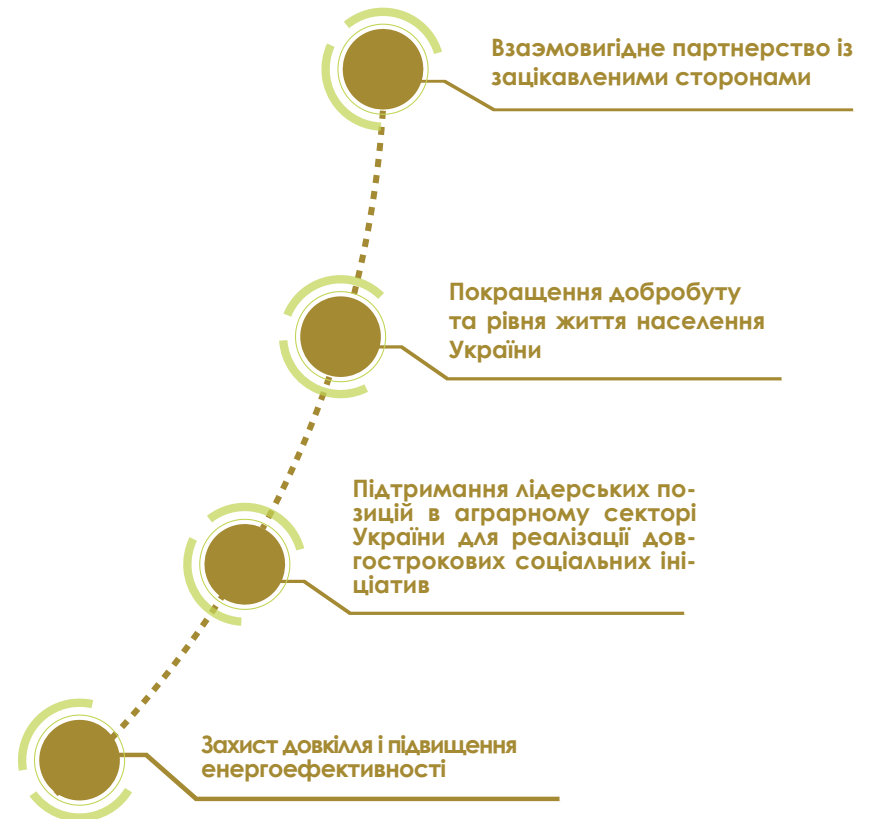 Взаэмовигідне партнерство із
зацікавленими сторонами
Покращення добробуту
та рівня життя населення
України
Підтримання лідерських по-
зицій в аграрному секторі
України для реалізації дов-
гострокових соціальних іні-
ціатив
Захист довкілля і підвищення
енергоефективності